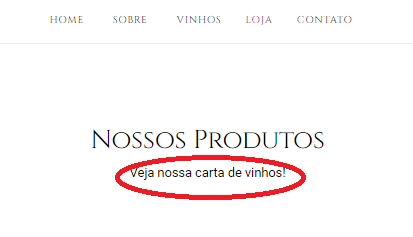 HOME SOBRE VINHOS LOJA CONTATO
Nossos Produtos
Veja nossa carta de vinhos!